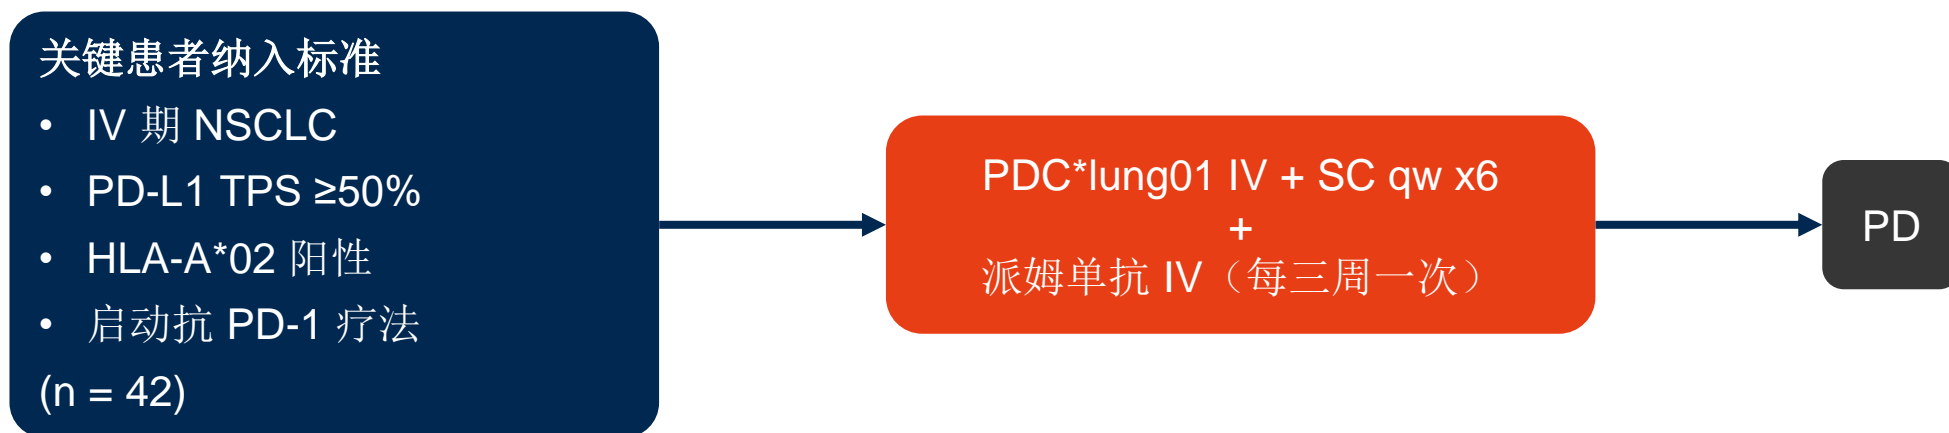 关键患者纳入标准
• IV 期 NSCLC
• PD-L1 TPS ≥50%
• HLA-A*02 阳性
• 启动抗 PD-1 疗法
(n = 42)
PDC*lung01 IV + SC qw x6
+
派姆单抗 IV（每三周一次）
PD